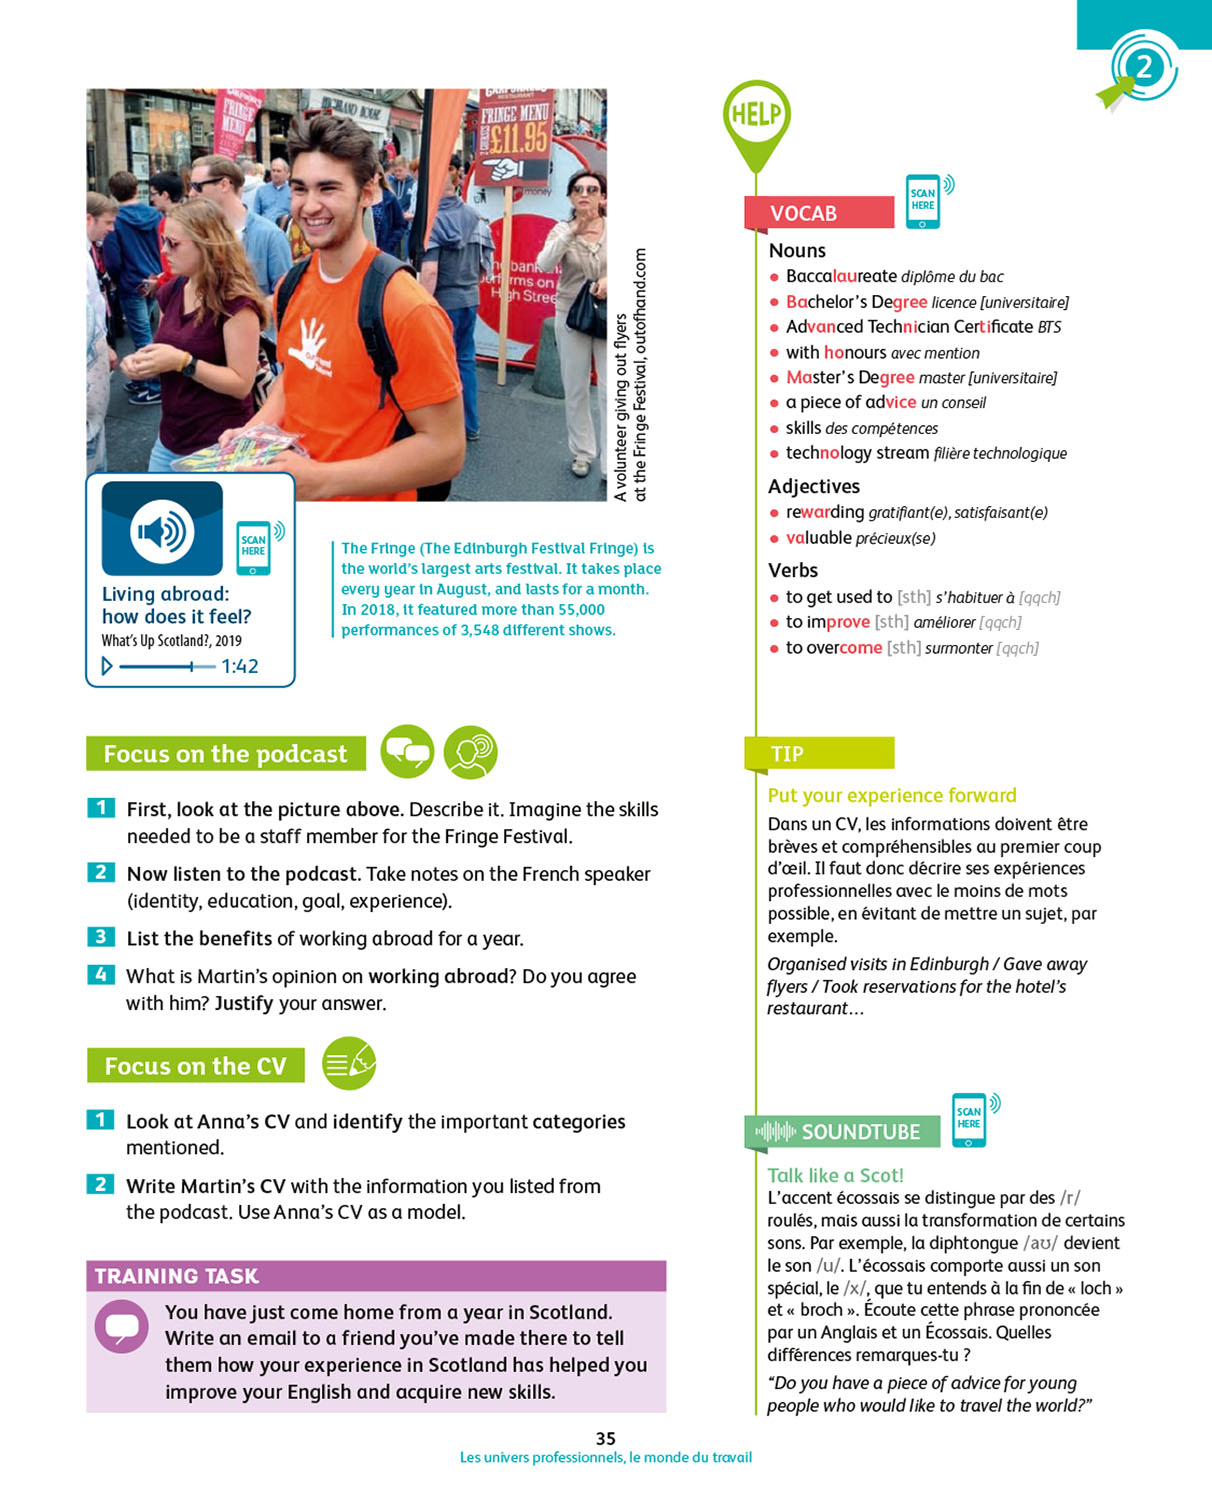 2
FRINGE
MENU
GARFUNKEL'S
RESTAURANT
FRINGE MENU
2 COURSES
£11.95
money
High Street
A volunteer giving out flyers
at the Fringe Festival, outofhand.com
SCAN
HERE
Living abroad:
how does it feel?
What's Up Scotland?, 2019
1:42
The Fringe (The Edinburgh Festival Fringe) is
the world's largest arts festival. It takes place
every year in August, and lasts for a month.
In 2018, it featured more than 55,000
performances of 3,548 different shows.
Focus on the podcast
1 First, look at the picture above. Describe it. Imagine the skills
needed to be a staff member for the Fringe Festival.
2 Now listen to the podcast. Take notes on the French speaker
(identity, education, goal, experience).
3 List the benefits of working abroad for a year.
4 What is Martin's opinion on working abroad? Do you agree
with him? Justify your answer.
Focus on the CV
1 Look at Anna's CV and identify the important categories
mentioned.
2 Write Martin's CV with the information you listed from
the podcast. Use Anna's CV as a model.
TRAINING TASK
You have just come home from a year in Scotland.
Write an email to a friend you've made there to tell
them how your experience in Scotland has helped you
improve your English and acquire new skills.
HELP
VOCAB
SCAN
HERE
Nouns
• Baccalaureate diplôme du bac
• Bachelor's Degree licence [universitaire]
• Advanced Technician Certificate BTS
• with honours avec mention
• Master's Degree master [universitaire]
• a piece of advice un conseil
• skills des compétences
• technology stream filière technologique
Adjectives
• rewarding gratifiant(e), satisfaisant(e)
• valuable précieux(se)
Verbs
• to get used to [sth] s'habituer à [qqch]
• to improve [sth] améliorer [qqch]
• to overcome [sth] surmonter [qqch]
TIP
Put your experience forward
Dans un CV, les informations doivent être
brèves et compréhensibles au premier coup
d'œil. Il faut donc décrire ses expériences
professionnelles avec le moins de mots
possible, en évitant de mettre un sujet, par
exemple.
Organised visits in Edinburgh / Gave away
flyers / Took reservations for the hotel's
restaurant…
SOUNDTUBE
SCAN
HERE
Talk like a Scot!
L'accent écossais se distingue par des /r/
roulés, mais aussi la transformation de certains
sons. Par exemple, la diphtongue /aʊ/ devient
le son /u/. L'écossais comporte aussi un son
spécial, le /x/, que tu entends à la fin de « loch »
et « broch ». Écoute cette phrase prononcée
par un Anglais et un Écossais. Quelles
différences remarques-tu ?
“Do you have a piece of advice for young
people who would like to travel the world?”
35
Les univers professionnels, le monde du travail